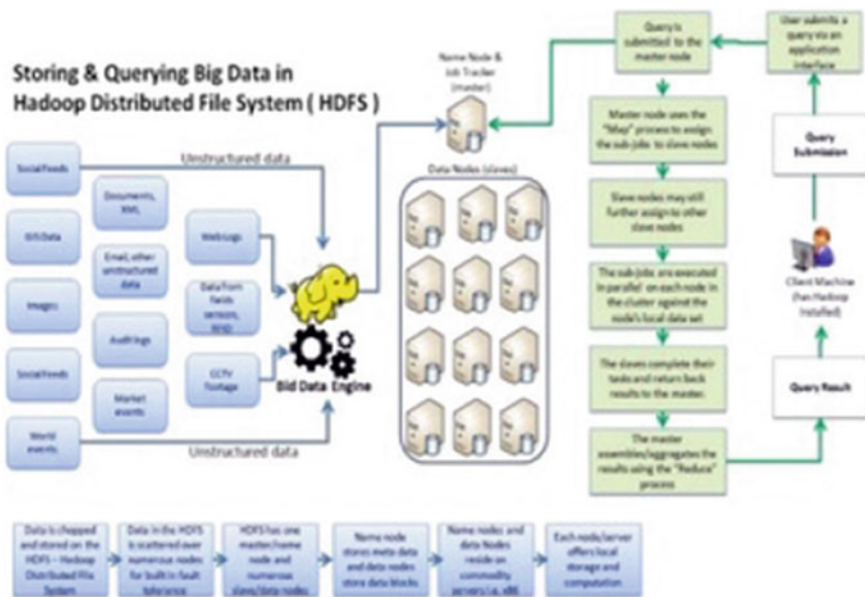 Storing & Querying Big Data in
Hadoop Distributed File System ( HDFS )
Unstructured data
Social Feeds
GIS Data
Images
Social Feeds
World
events
Documents,
XML
Email, other
unstructured
data
Audit logs
Market
events
Web Logs
Data from
fields
sensors,
CCTV
footage
Bid Data Engine
Unstructured data
Name Node &
Job Tracker
(master)
Data Nodes (slaves)
Query is
submitted to the
master node
User submits a
query via an
application
interface
Master node uses the
"Map" process to assign
the sub-jobs to slave nodes
Slave nodes may still
further assign to other
slave nodes
The sub-jobs are executed
in parallel on each node in
the cluster against the
node's local data set
The slaves complete their
tasks and return back
results to the master.
The master
assembles/aggregates the
results using the "Reduce"
process
Query
Submission
Client Machine
(has Hadoop
Installed)
Query Result
Data is chopped
and stored on the
HDFS – Hadoop
Distributed File
System
Data in the HDFS
is scattered over
numerous nodes
for built in fault
tolerance
HDFS has one
master/name
node and
numerous
slave/data nodes
Name node
stores meta data
and data nodes
store data blocks
Name nodes and
data Nodes
reside on
commodity
servers i.e. x86
Each node/server
offers local
storage and
computation